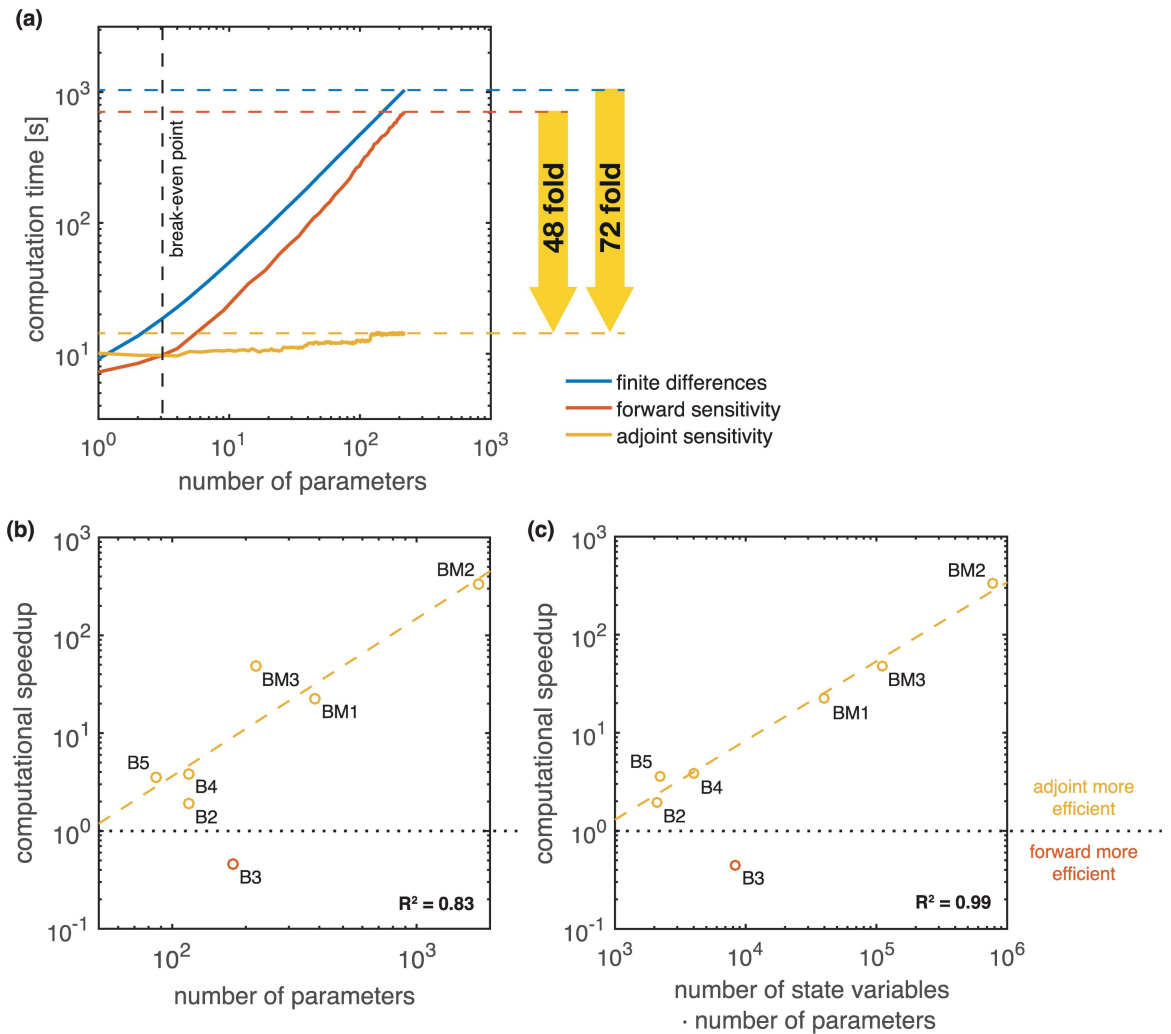 (a)
computation time [s]
10³
10²
10¹
break-even point
48 fold
72 fold
10⁰
10¹
10²
10³
number of parameters
finite differences
forward sensitivity
adjoint sensitivity
(b)
computational speedup
10³
10²
10¹
10⁰
10⁻¹
BM2
BM3
BM1
B5
B4
B2
B3
R² = 0.83
10²
10³
number of parameters
(c)
computational speedup
10³
10²
10¹
10⁰
10⁻¹
BM2
BM3
BM1
B5
B4
B2
B3
R² = 0.99
10³
10⁴
10⁵
10⁶
number of state variables
· number of parameters
adjoint more
efficient
forward more
efficient